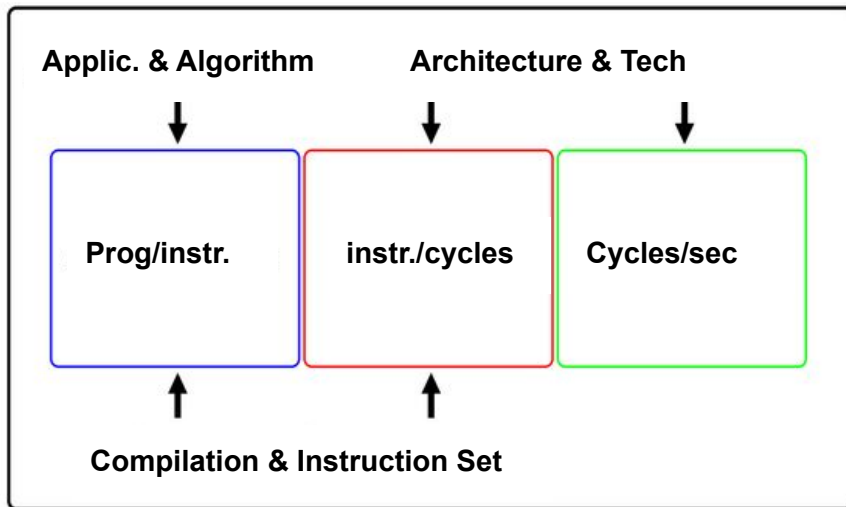 Applic. & Algorithm
Architecture & Tech
Prog/instr.
instr./cycles
Cycles/sec
Compilation & Instruction Set